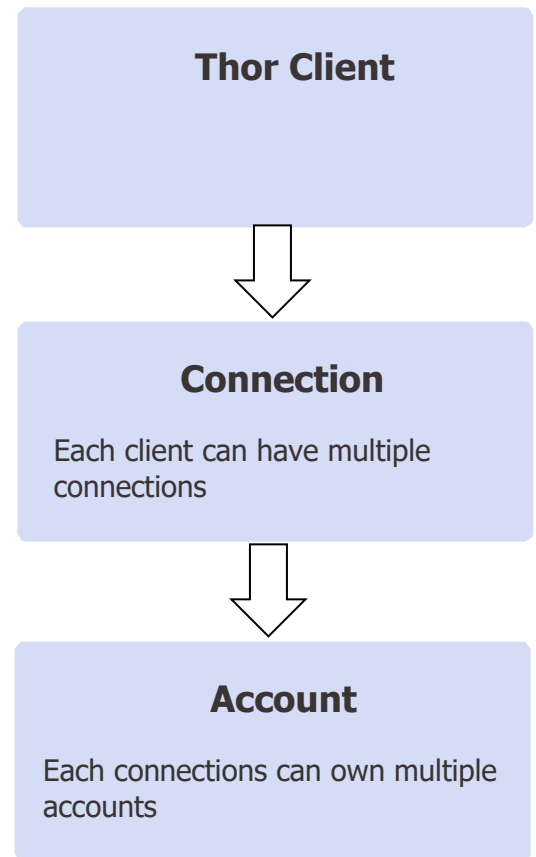 Thor Client
Connection
Each client can have multiple
connections
Account
Each connections can own multiple
accounts